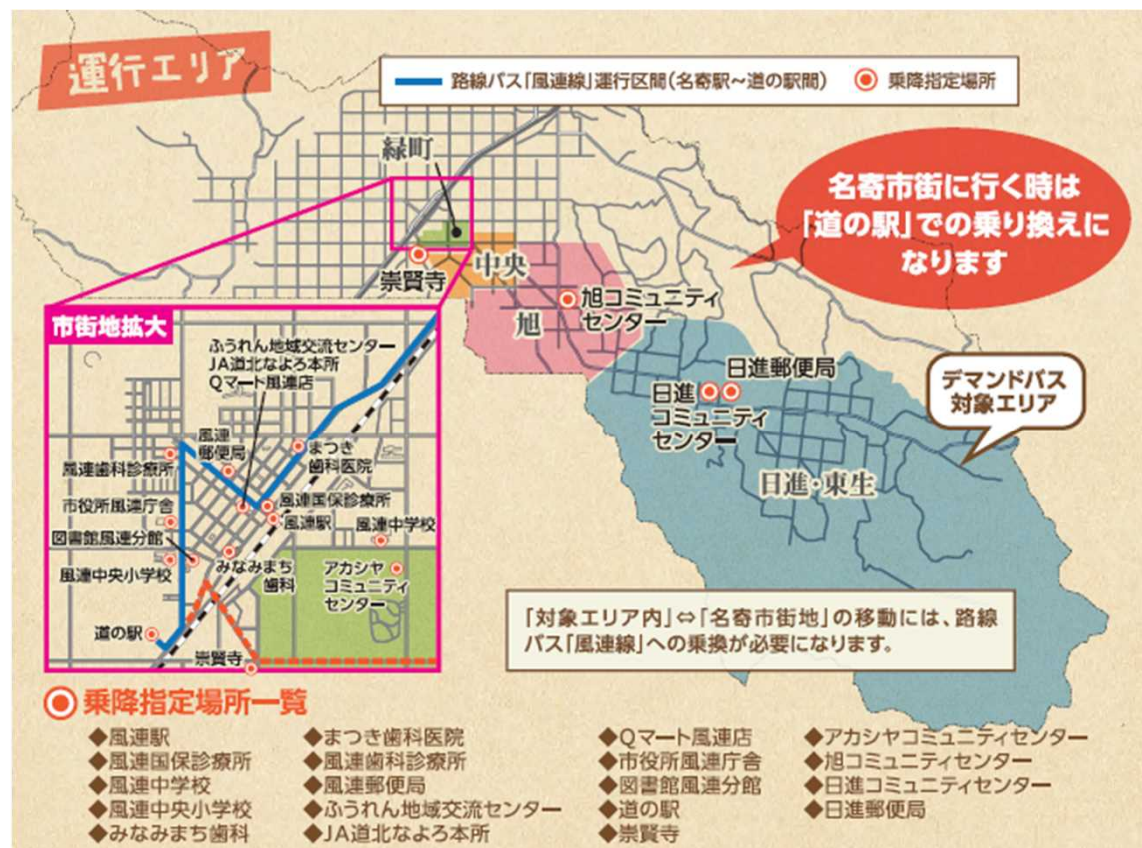 運行エリア
路線バス「風連線」運行区間(名寄駅～道の駅間)
乗降指定場所
緑町
名寄市街に行く時は
「道の駅」での乗り換えに
なります
中央
崇賢寺
旭コミュニティ
センター
旭
日進郵便局
日進
コミュニティ
センター
デマンドバス
対象エリア
日進・東生
市街地拡大
ふうれん地域交流センター
JA道北なよろ本所
Qマート風連店
風連
郵便局
まつき
歯科医院
風連歯科診療所
市役所風連庁舎
風連国保診療所
風連駅
風連中学校
図書館風連分館
みなみまち
歯科
風連中央小学校
アカシヤ
コミュニティ
センター
道の駅
崇賢寺
「対象エリア内」⇔「名寄市街地」の移動には、路線
バス「風連線」への乗換が必要になります。
乗降指定場所一覧
◆風連駅
◆風連国保診療所
◆風連中学校
◆風連中央小学校
◆みなみまち歯科
◆まつき歯科医院
◆風連歯科診療所
◆風連郵便局
◆ふうれん地域交流センター
◆JA道北なよろ本所
◆Qマート風連店
◆市役所風連庁舎
◆図書館風連分館
◆道の駅
◆崇賢寺
◆アカシヤコミュニティセンター
◆旭コミュニティセンター
◆日進コミュニティセンター
◆日進郵便局